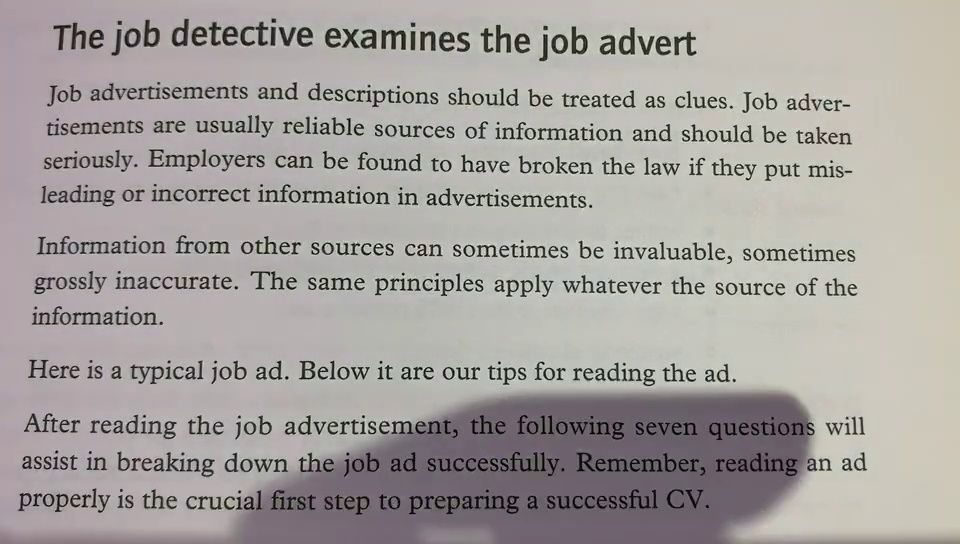 The job detective examines the job advert
Job advertisements and descriptions should be treated as clues. Job adver-
tisements are usually reliable sources of information and should be taken
seriously. Employers can be found to have broken the law if they put mis-
leading or incorrect information in advertisements.
Information from other sources can sometimes be invaluable, sometimes
grossly inaccurate. The same principles apply whatever the source of the
information.
Here is a typical job ad. Below it are our tips for reading the ad.
After reading the job advertisement, the following seven questions will
assist in breaking down the job ad successfully. Remember, reading an ad
properly is the crucial first step to preparing a successful CV.